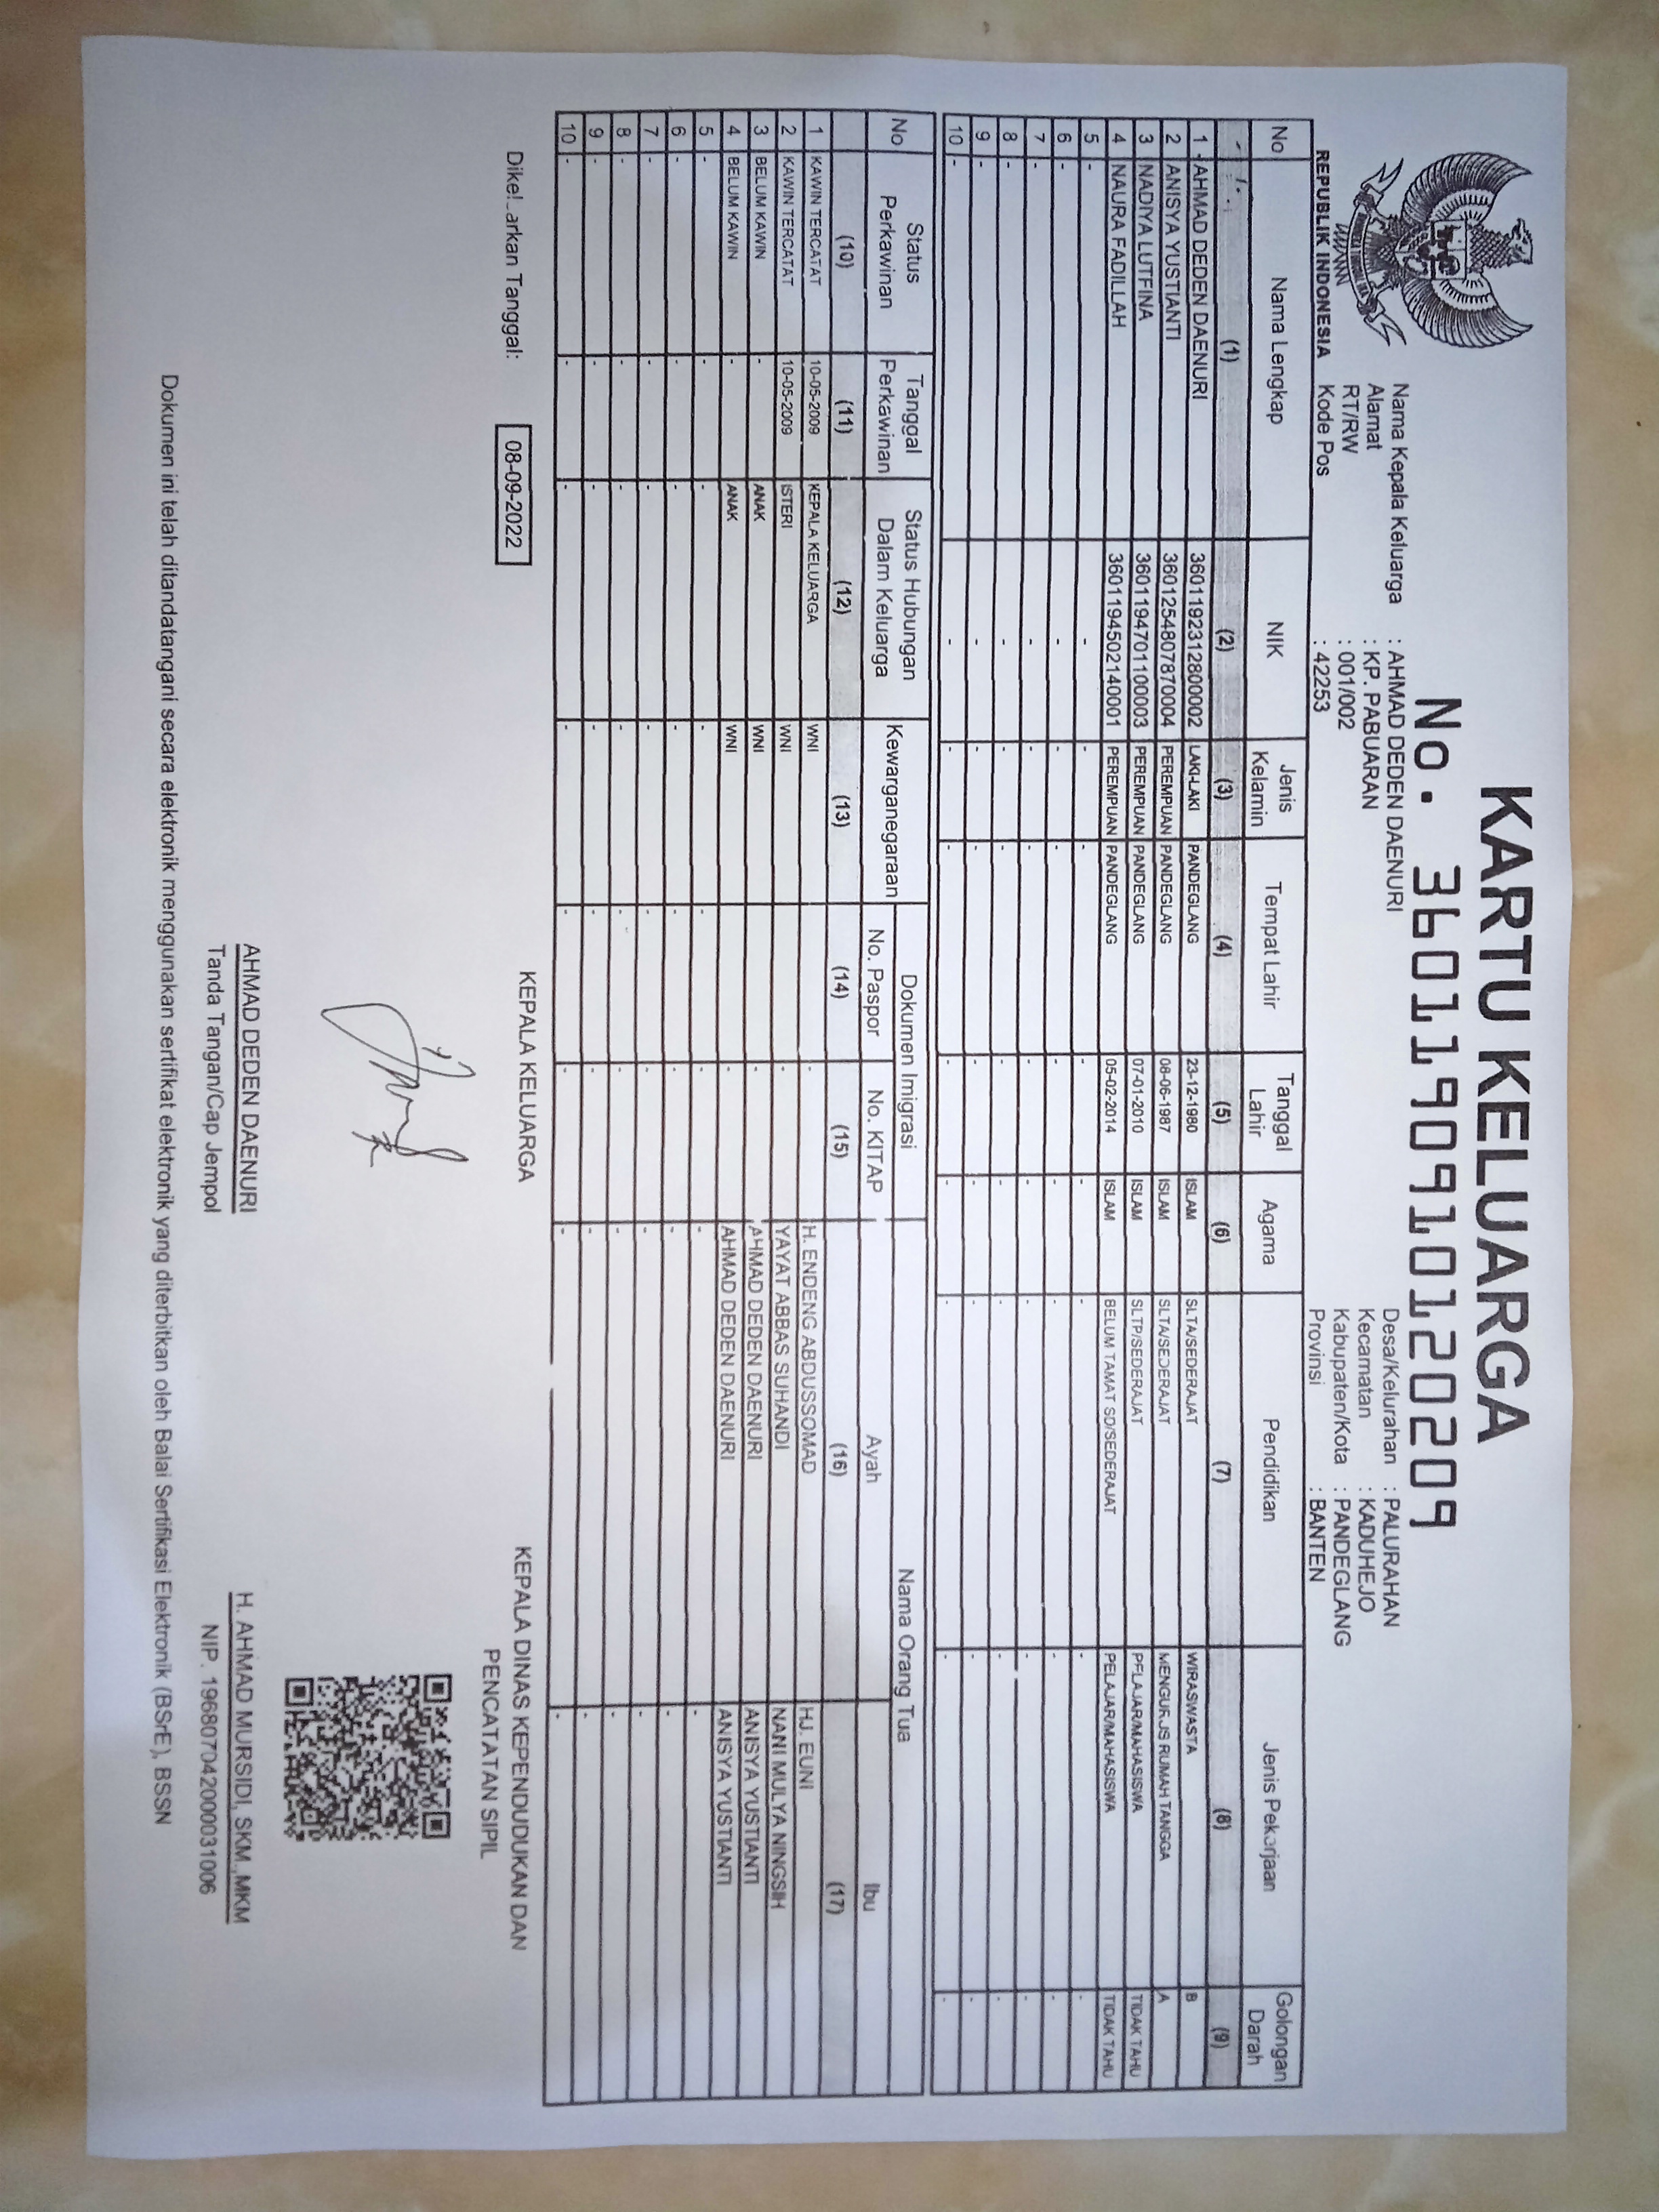 KARTU KELUARGA
No. 3601190910120209
REPUBLIK INDONESIA
Nama Kepala Keluarga : AHMAD DEDEN DAENURI
Alamat : KP. PABUARAN
RT/RW : 001/002
Kode Pos : 42253
Desa/Kelurahan : PALURAHAN
Kecamatan : KADUHEJO
Kabupaten/Kota : PANDEGLANG
Provinsi : BANTEN
No Nama Lengkap NIK Jenis Kelamin Tempat Lahir Tanggal Lahir Agama Pendidikan Jenis Pekerjaan Golongan Darah
(1) (2) (3) (4) (5) (6) (7) (8) (9)
1 AHMAD DEDEN DAENURI 3601192312800002 LAKI-LAKI PANDEGLANG 23-12-1980 ISLAM SLTA/SEDERAJAT WIRASWASTA B
2 ANISYA YUSTIANTI 3601254807870004 PEREMPUAN PANDEGLANG 08-06-1987 ISLAM SLTA/SEDERAJAT MENGURUS RUMAH TANGGA A
3 NADIYA LUTFINA 3601194701100003 PEREMPUAN PANDEGLANG 07-01-2010 ISLAM SLTP/SEDERAJAT PELAJAR/MAHASISWA TIDAK TAHU
4 NAURA FADILLAH 3601194502140001 PEREMPUAN PANDEGLANG 05-02-2014 ISLAM BELUM TAMAT SD/SEDERAJAT PELAJAR/MAHASISWA TIDAK TAHU
5 - - - - - - - - -
6 - - - - - - - - -
7 - - - - - - - - -
8 - - - - - - - - -
9 - - - - - - - - -
10 - - - - - - - - -
No Status Perkawinan Tanggal Perkawinan Status Hubungan Dalam Keluarga Kewarganegaraan Dokumen Imigrasi Nama Orang Tua
No. Paspor No. KITAP Ayah Ibu
(10) (11) (12) (13) (14) (15) (16) (17)
1 KAWIN TERCATAT 10-05-2009 KEPALA KELUARGA WNI - H. ENDENG ABDUSSOMAD HJ. EUNI
2 KAWIN TERCATAT 10-05-2009 ISTERI WNI - YAYAT ABBAS SUHANDI NANI MULYA NINGSIH
3 BELUM KAWIN - ANAK WNI - AHMAD DEDEN DAENURI ANISYA YUSTIANTI
4 BELUM KAWIN - ANAK WNI - AHMAD DEDEN DAENURI ANISYA YUSTIANTI
5 - - - - - - - -
6 - - - - - - - -
7 - - - - - - - -
8 - - - - - - - -
9 - - - - - - - -
10 - - - - - - - -
Dikeluarkan Tanggal: 08-09-2022
KEPALA KELUARGA
AHMAD DEDEN DAENURI
Tanda Tangan/Cap Jempol
KEPALA DINAS KEPENDUDUKAN DAN
PENCATATAN SIPIL
H. AHMAD MURSIDI, SKM.,MKM
NIP. 196807042000031006
Dokumen ini telah ditandatangani secara elektronik menggunakan sertifikat elektronik yang diterbitkan oleh Balai Sertifikasi Elektronik (BSrE), BSSN